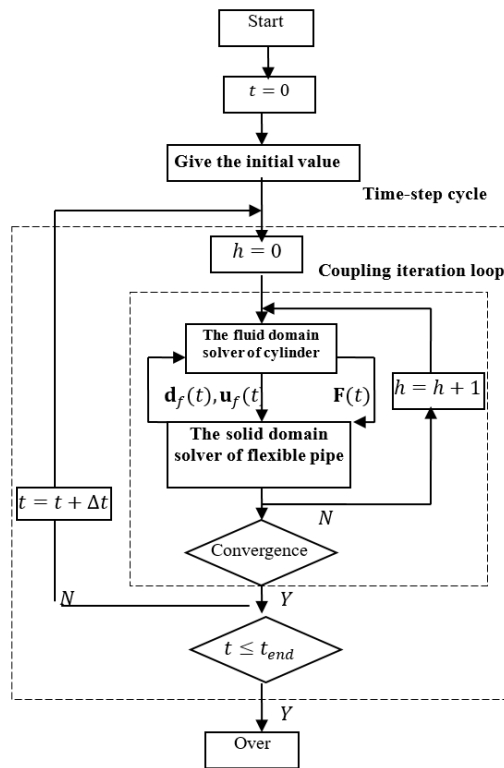 Start
t = 0
Give the initial value
Time-step cycle
h = 0
Coupling iteration loop
The fluid domain
solver of cylinder
𝐝_f(t), 𝐮_f(t)
𝐅(t)
h = h + 1
The solid domain
solver of flexible pipe
t = t + Δt
N
Convergence
N
Y
t ≤ t_end
Y
Over